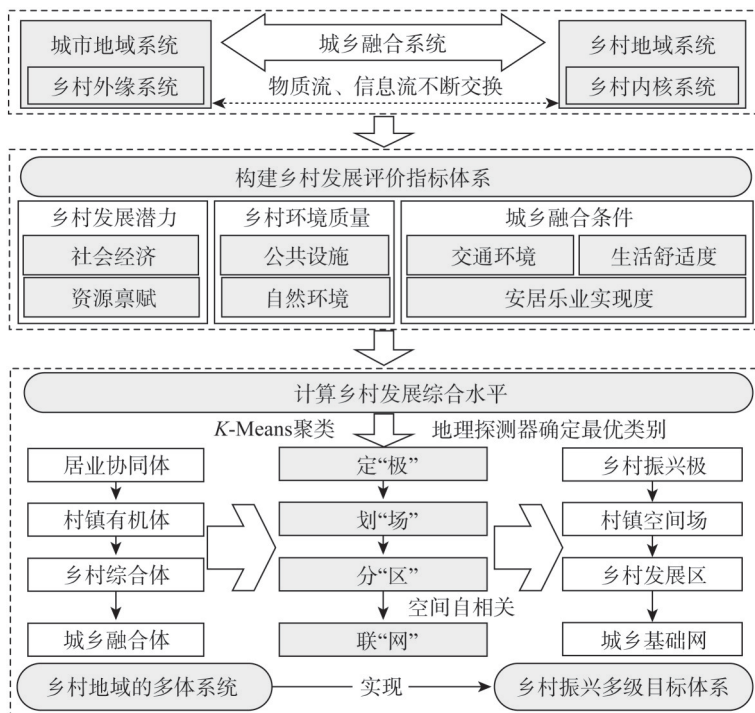 城市地域系统
城乡融合系统
乡村地域系统
乡村外缘系统
物质流、信息流不断交换
乡村内核系统
构建乡村发展评价指标体系
乡村发展潜力
乡村环境质量
城乡融合条件
社会经济
公共设施
交通环境
生活舒适度
资源禀赋
自然环境
安居乐业实现度
计算乡村发展综合水平
K-Means聚类
地理探测器确定最优类别
居业协同体
定“极”
乡村振兴极
村镇有机体
划“场”
村镇空间场
乡村综合体
分“区”
乡村发展区
空间自相关
城乡融合体
联“网”
城乡基础网
乡村地域的多体系统
实现
乡村振兴多级目标体系